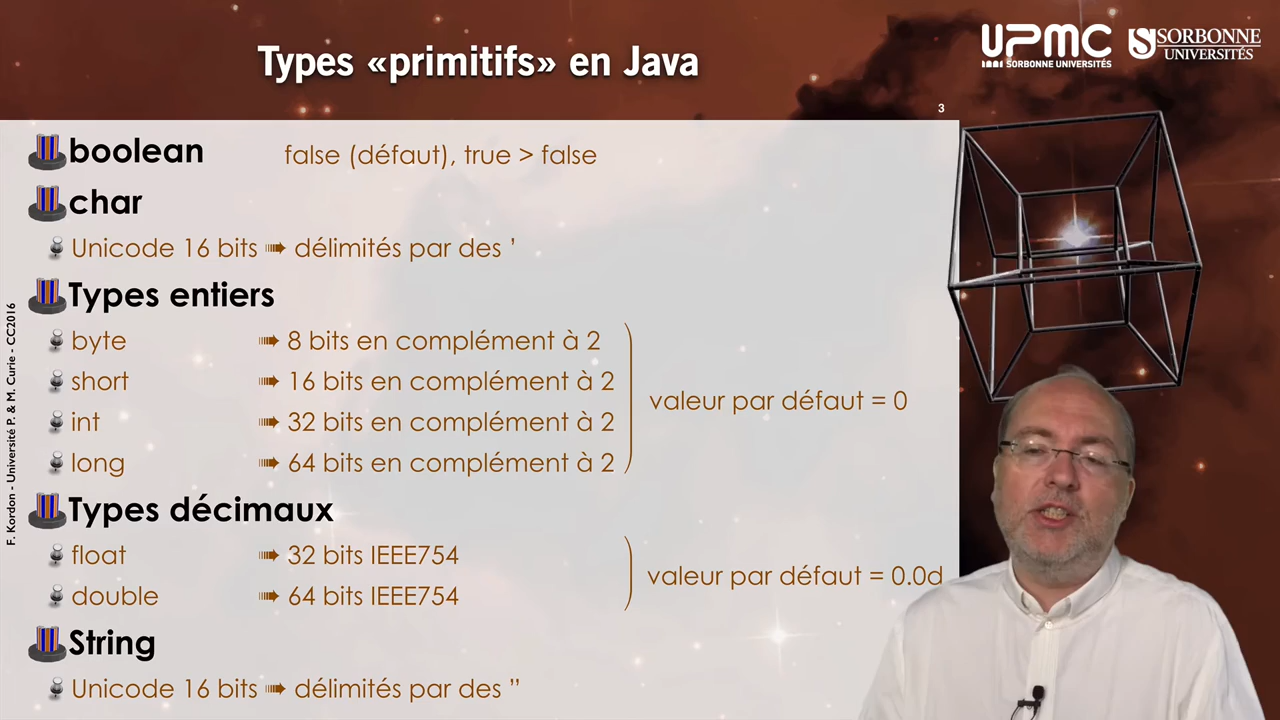 Types «primitifs» en Java
UPMC
SORBONNE UNIVERSITÉS
S SORBONNE
UNIVERSITÉS
3
boolean false (défaut), true > false
char
Unicode 16 bits ➠ délimités par des ’
Types entiers
byte ➠ 8 bits en complément à 2
short ➠ 16 bits en complément à 2
valeur par défaut = 0
int ➠ 32 bits en complément à 2
long ➠ 64 bits en complément à 2
Types décimaux
float ➠ 32 bits IEEE754
valeur par défaut = 0.0d
double ➠ 64 bits IEEE754
String
Unicode 16 bits ➠ délimités par des ”
F. Kordon - Université P. & M. Curie - CC2016